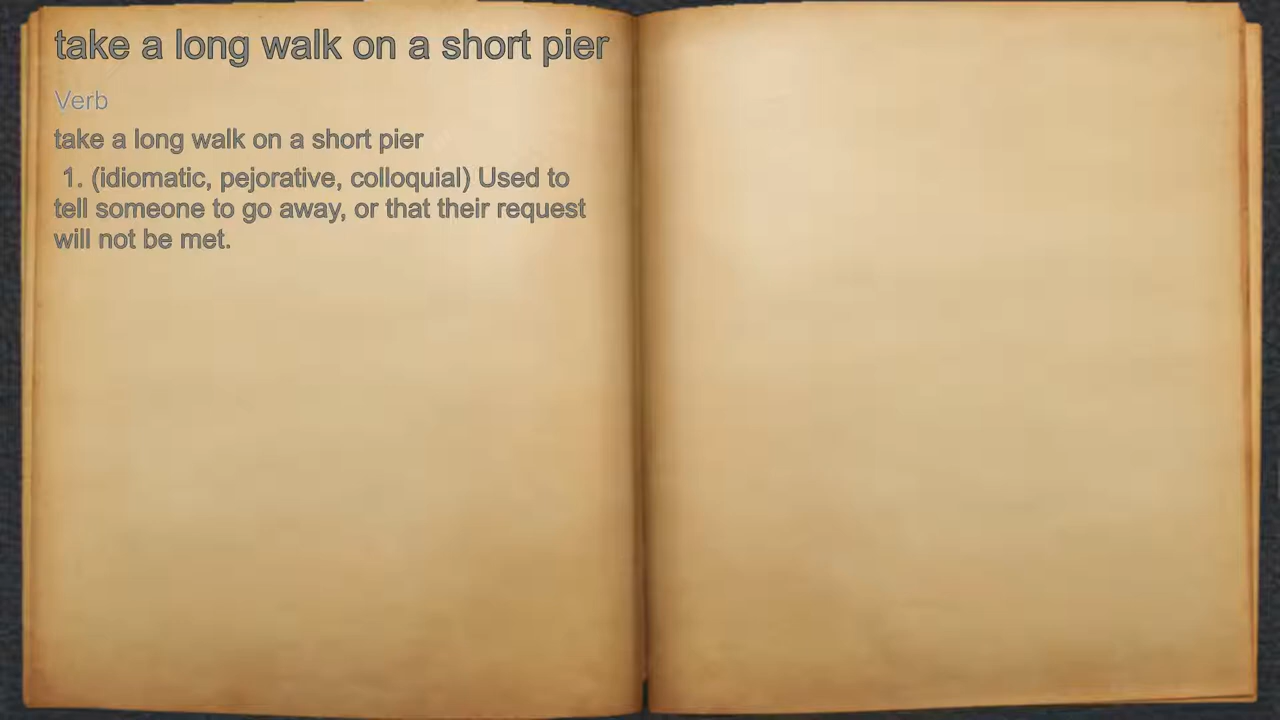 take a long walk on a short pier
Verb
take a long walk on a short pier
1. (idiomatic, pejorative, colloquial) Used to
tell someone to go away, or that their request
will not be met.